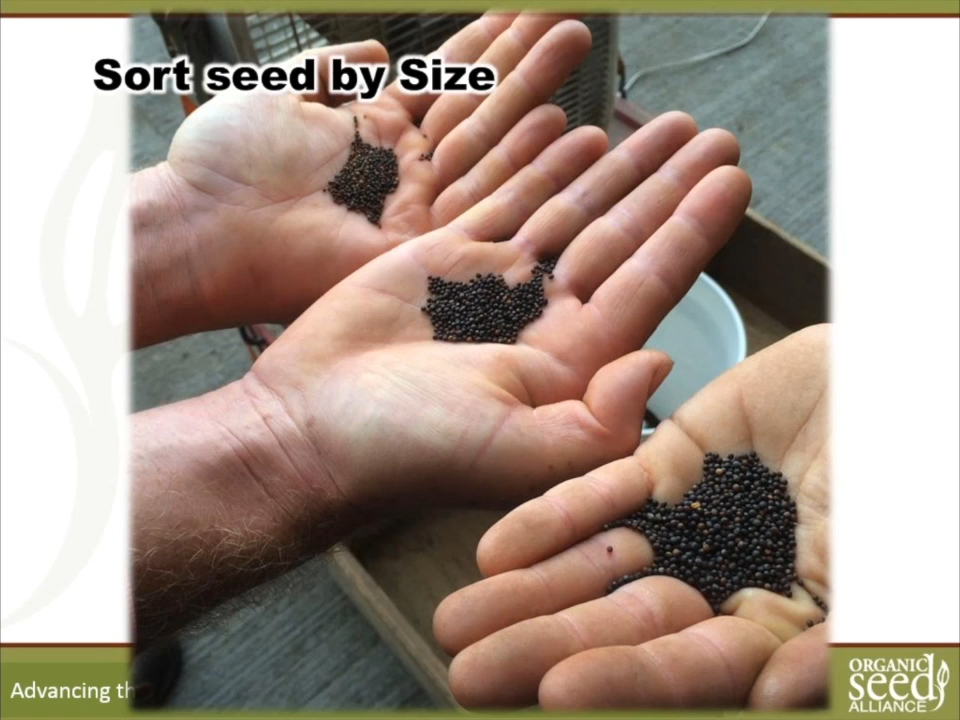 Sort seed by Size
Advancing th
ORGANIC
seed
ALLIANCE